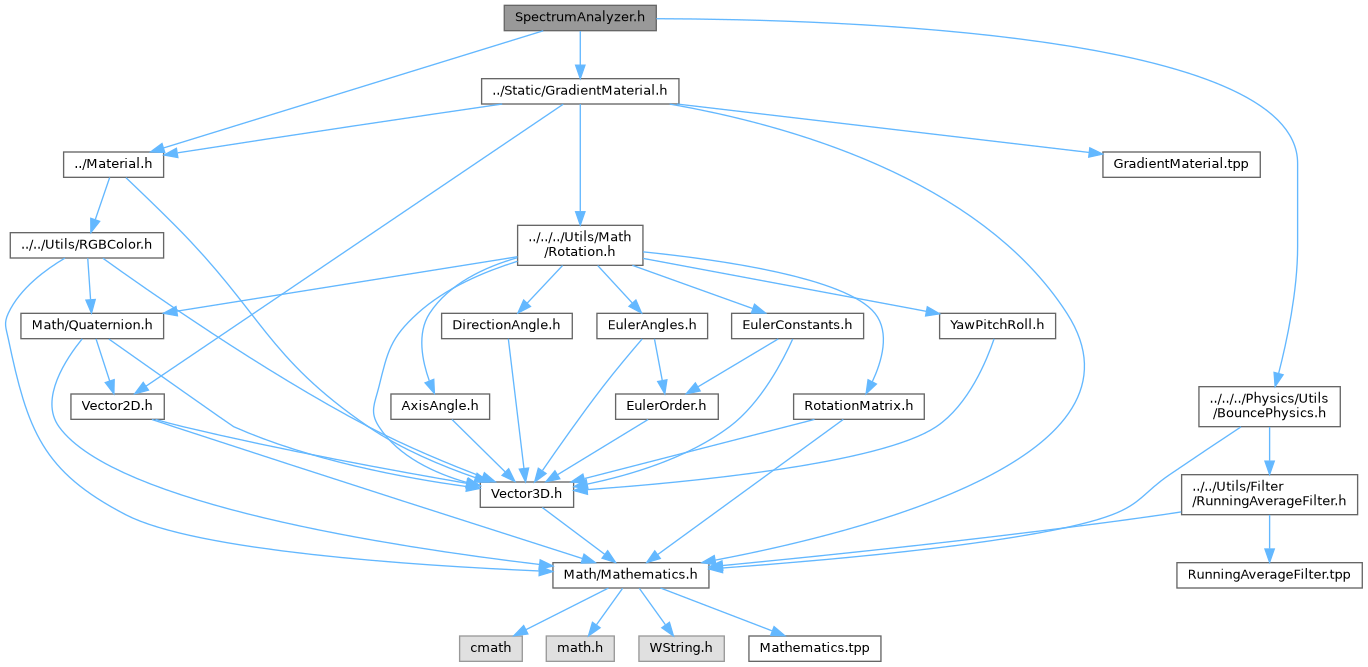 SpectrumAnalyzer.h
../Static/GradientMaterial.h
../Material.h
GradientMaterial.tpp
../../Utils/RGBColor.h
../../../Utils/Math
/Rotation.h
Math/Quaternion.h
DirectionAngle.h
EulerAngles.h
EulerConstants.h
YawPitchRoll.h
Vector2D.h
AxisAngle.h
EulerOrder.h
RotationMatrix.h
../../../Physics/Utils
/BouncePhysics.h
Vector3D.h
../../Utils/Filter
/RunningAverageFilter.h
Math/Mathematics.h
RunningAverageFilter.tpp
cmath
math.h
WString.h
Mathematics.tpp